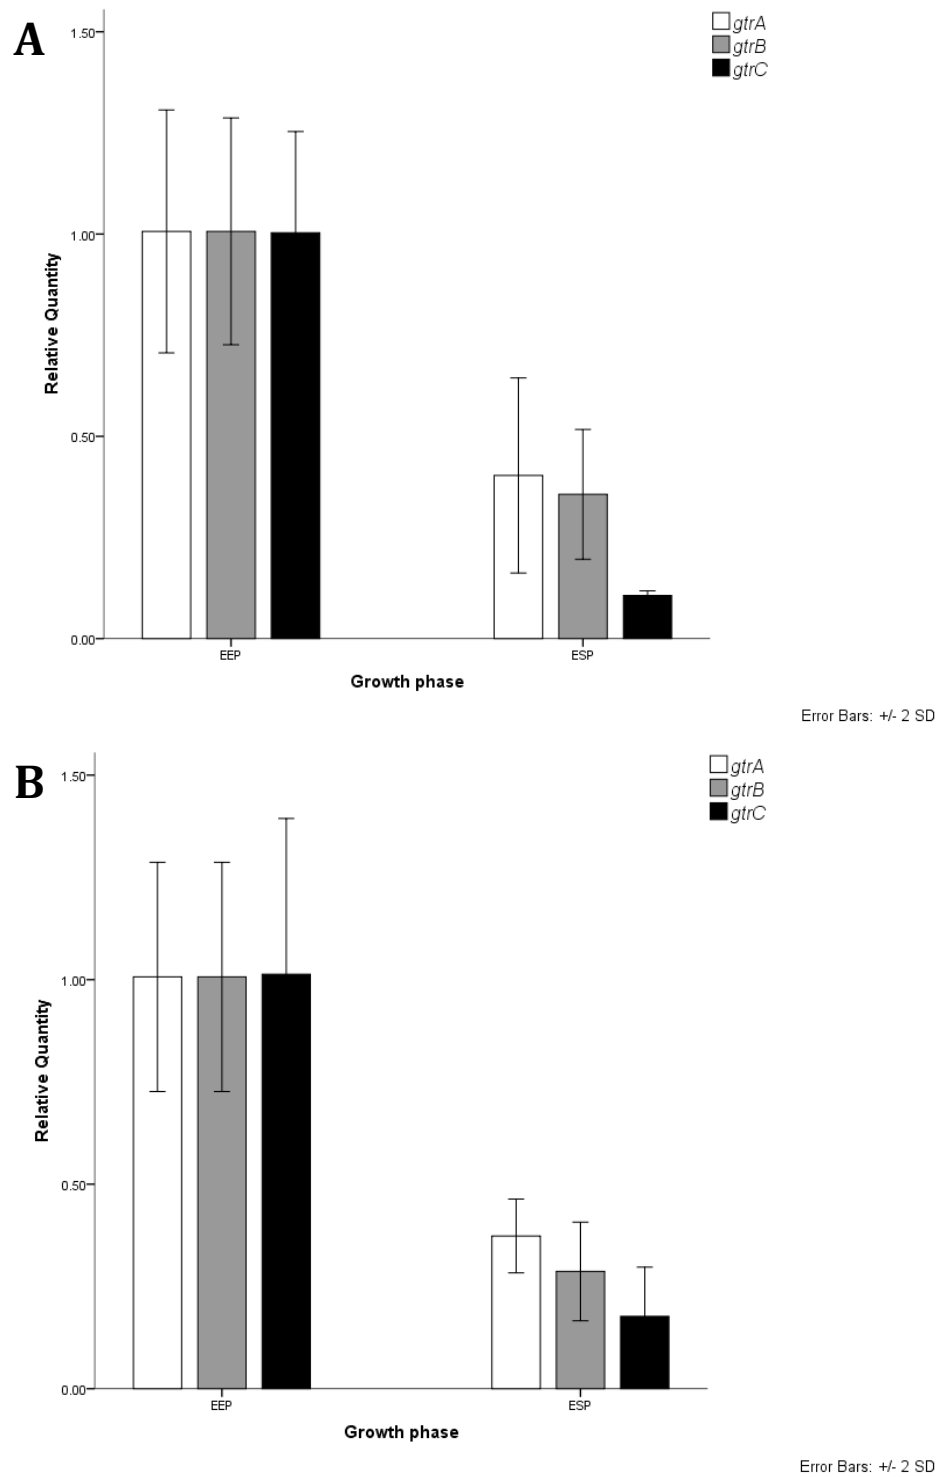 A
1.50
gtrA
gtrB
gtrC
1.00
Relative Quantity
0.50
0.00
EEP
ESP
Growth phase
Error Bars: +/- 2 SD
B
1.50
gtrA
gtrB
gtrC
1.00
Relative Quantity
0.50
0.00
EEP
ESP
Growth phase
Error Bars: +/- 2 SD